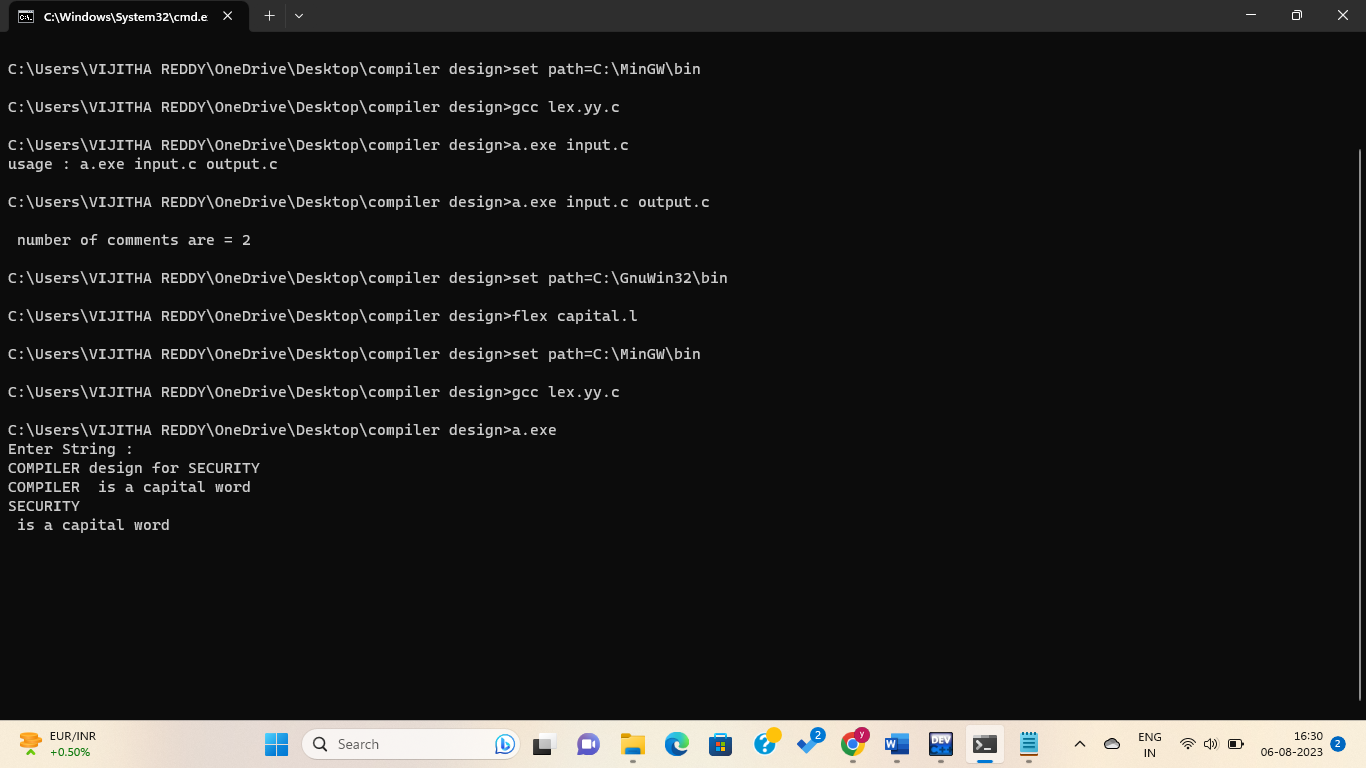 C:\Windows\System32\cmd.e
C:\Users\VIJITHA REDDY\OneDrive\Desktop\compiler design>set path=C:\MinGW\bin
C:\Users\VIJITHA REDDY\OneDrive\Desktop\compiler design>gcc lex.yy.c
C:\Users\VIJITHA REDDY\OneDrive\Desktop\compiler design>a.exe input.c
usage : a.exe input.c output.c
C:\Users\VIJITHA REDDY\OneDrive\Desktop\compiler design>a.exe input.c output.c
number of comments are = 2
C:\Users\VIJITHA REDDY\OneDrive\Desktop\compiler design>set path=C:\GnuWin32\bin
C:\Users\VIJITHA REDDY\OneDrive\Desktop\compiler design>flex capital.l
C:\Users\VIJITHA REDDY\OneDrive\Desktop\compiler design>set path=C:\MinGW\bin
C:\Users\VIJITHA REDDY\OneDrive\Desktop\compiler design>gcc lex.yy.c
C:\Users\VIJITHA REDDY\OneDrive\Desktop\compiler design>a.exe
Enter String :
COMPILER design for SECURITY
COMPILER  is a capital word
SECURITY
 is a capital word
EUR/INR
+0.50%
Search
2
y
W
DEV
C++
ENG
IN
16:30
06-08-2023
2